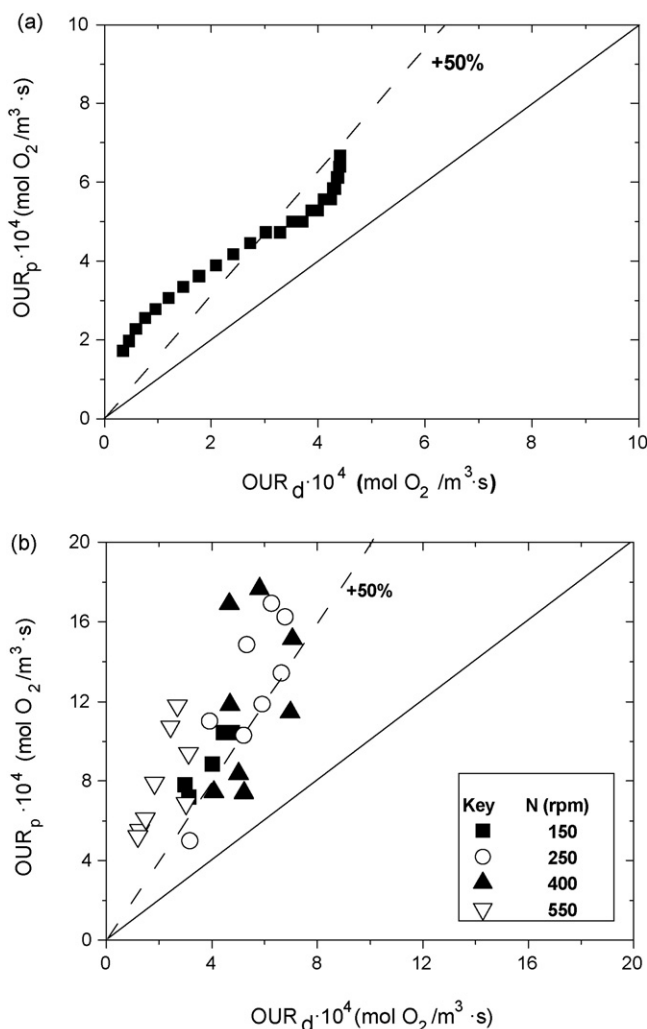 (a)
10
+50%
8
6
4
2
0
0 2 4 6 8 10
OUR_p·10^4 (mol O_2 /m^3·s)
OUR_d·10^4 (mol O_2 /m^3·s)
(b)
20
+50%
16
12
8
4
0
0 4 8 12 16 20
Key N (rpm)
150
250
400
550
OUR_p·10^4 (mol O_2/m^3·s)
OUR_d·10^4 (mol O_2/m^3·s)